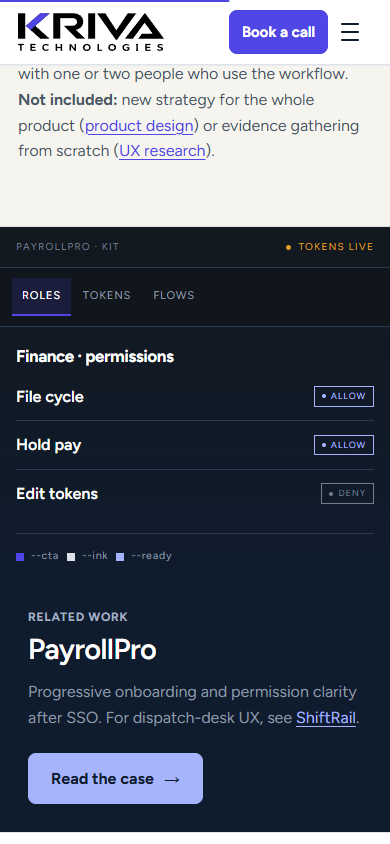 KRIVA
TECHNOLOGIES
Book a call
with one or two people who use the workflow.
Not included: new strategy for the whole
product (product design) or evidence gathering
from scratch (UX research).
PAYROLLPRO · KIT
TOKENS LIVE
ROLES TOKENS FLOWS
Finance · permissions
File cycle
ALLOW
Hold pay
ALLOW
Edit tokens
DENY
--cta --ink --ready
RELATED WORK
PayrollPro
Progressive onboarding and permission clarity
after SSO. For dispatch-desk UX, see ShiftRail.
Read the case →